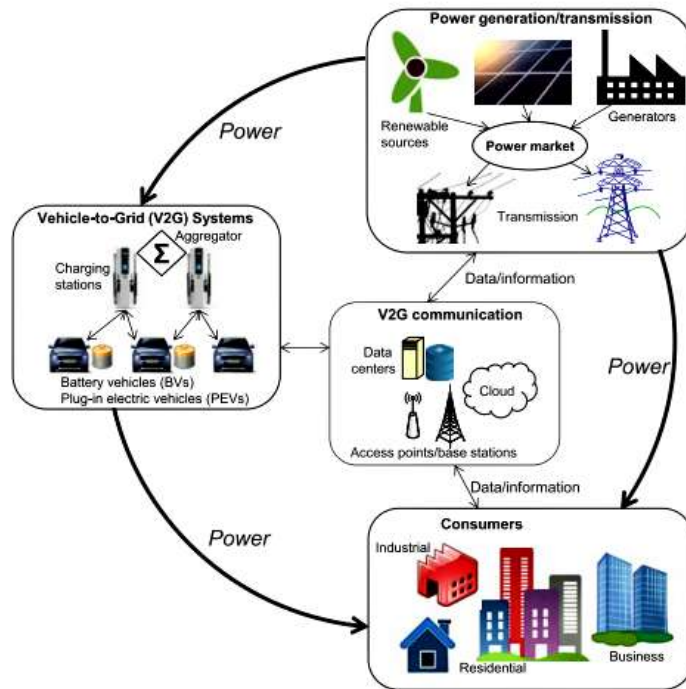 Power generation/transmission
Renewable
sources
Generators
Power market
Transmission
Power
Vehicle-to-Grid (V2G) Systems
Aggregator
Σ
Charging
stations
Battery vehicles (BVs)
Plug-in electric vehicles (PEVs)
Data/information
V2G communication
Data
centers
Cloud
Access points/base stations
Power
Data/information
Power
Consumers
Industrial
Residential
Business